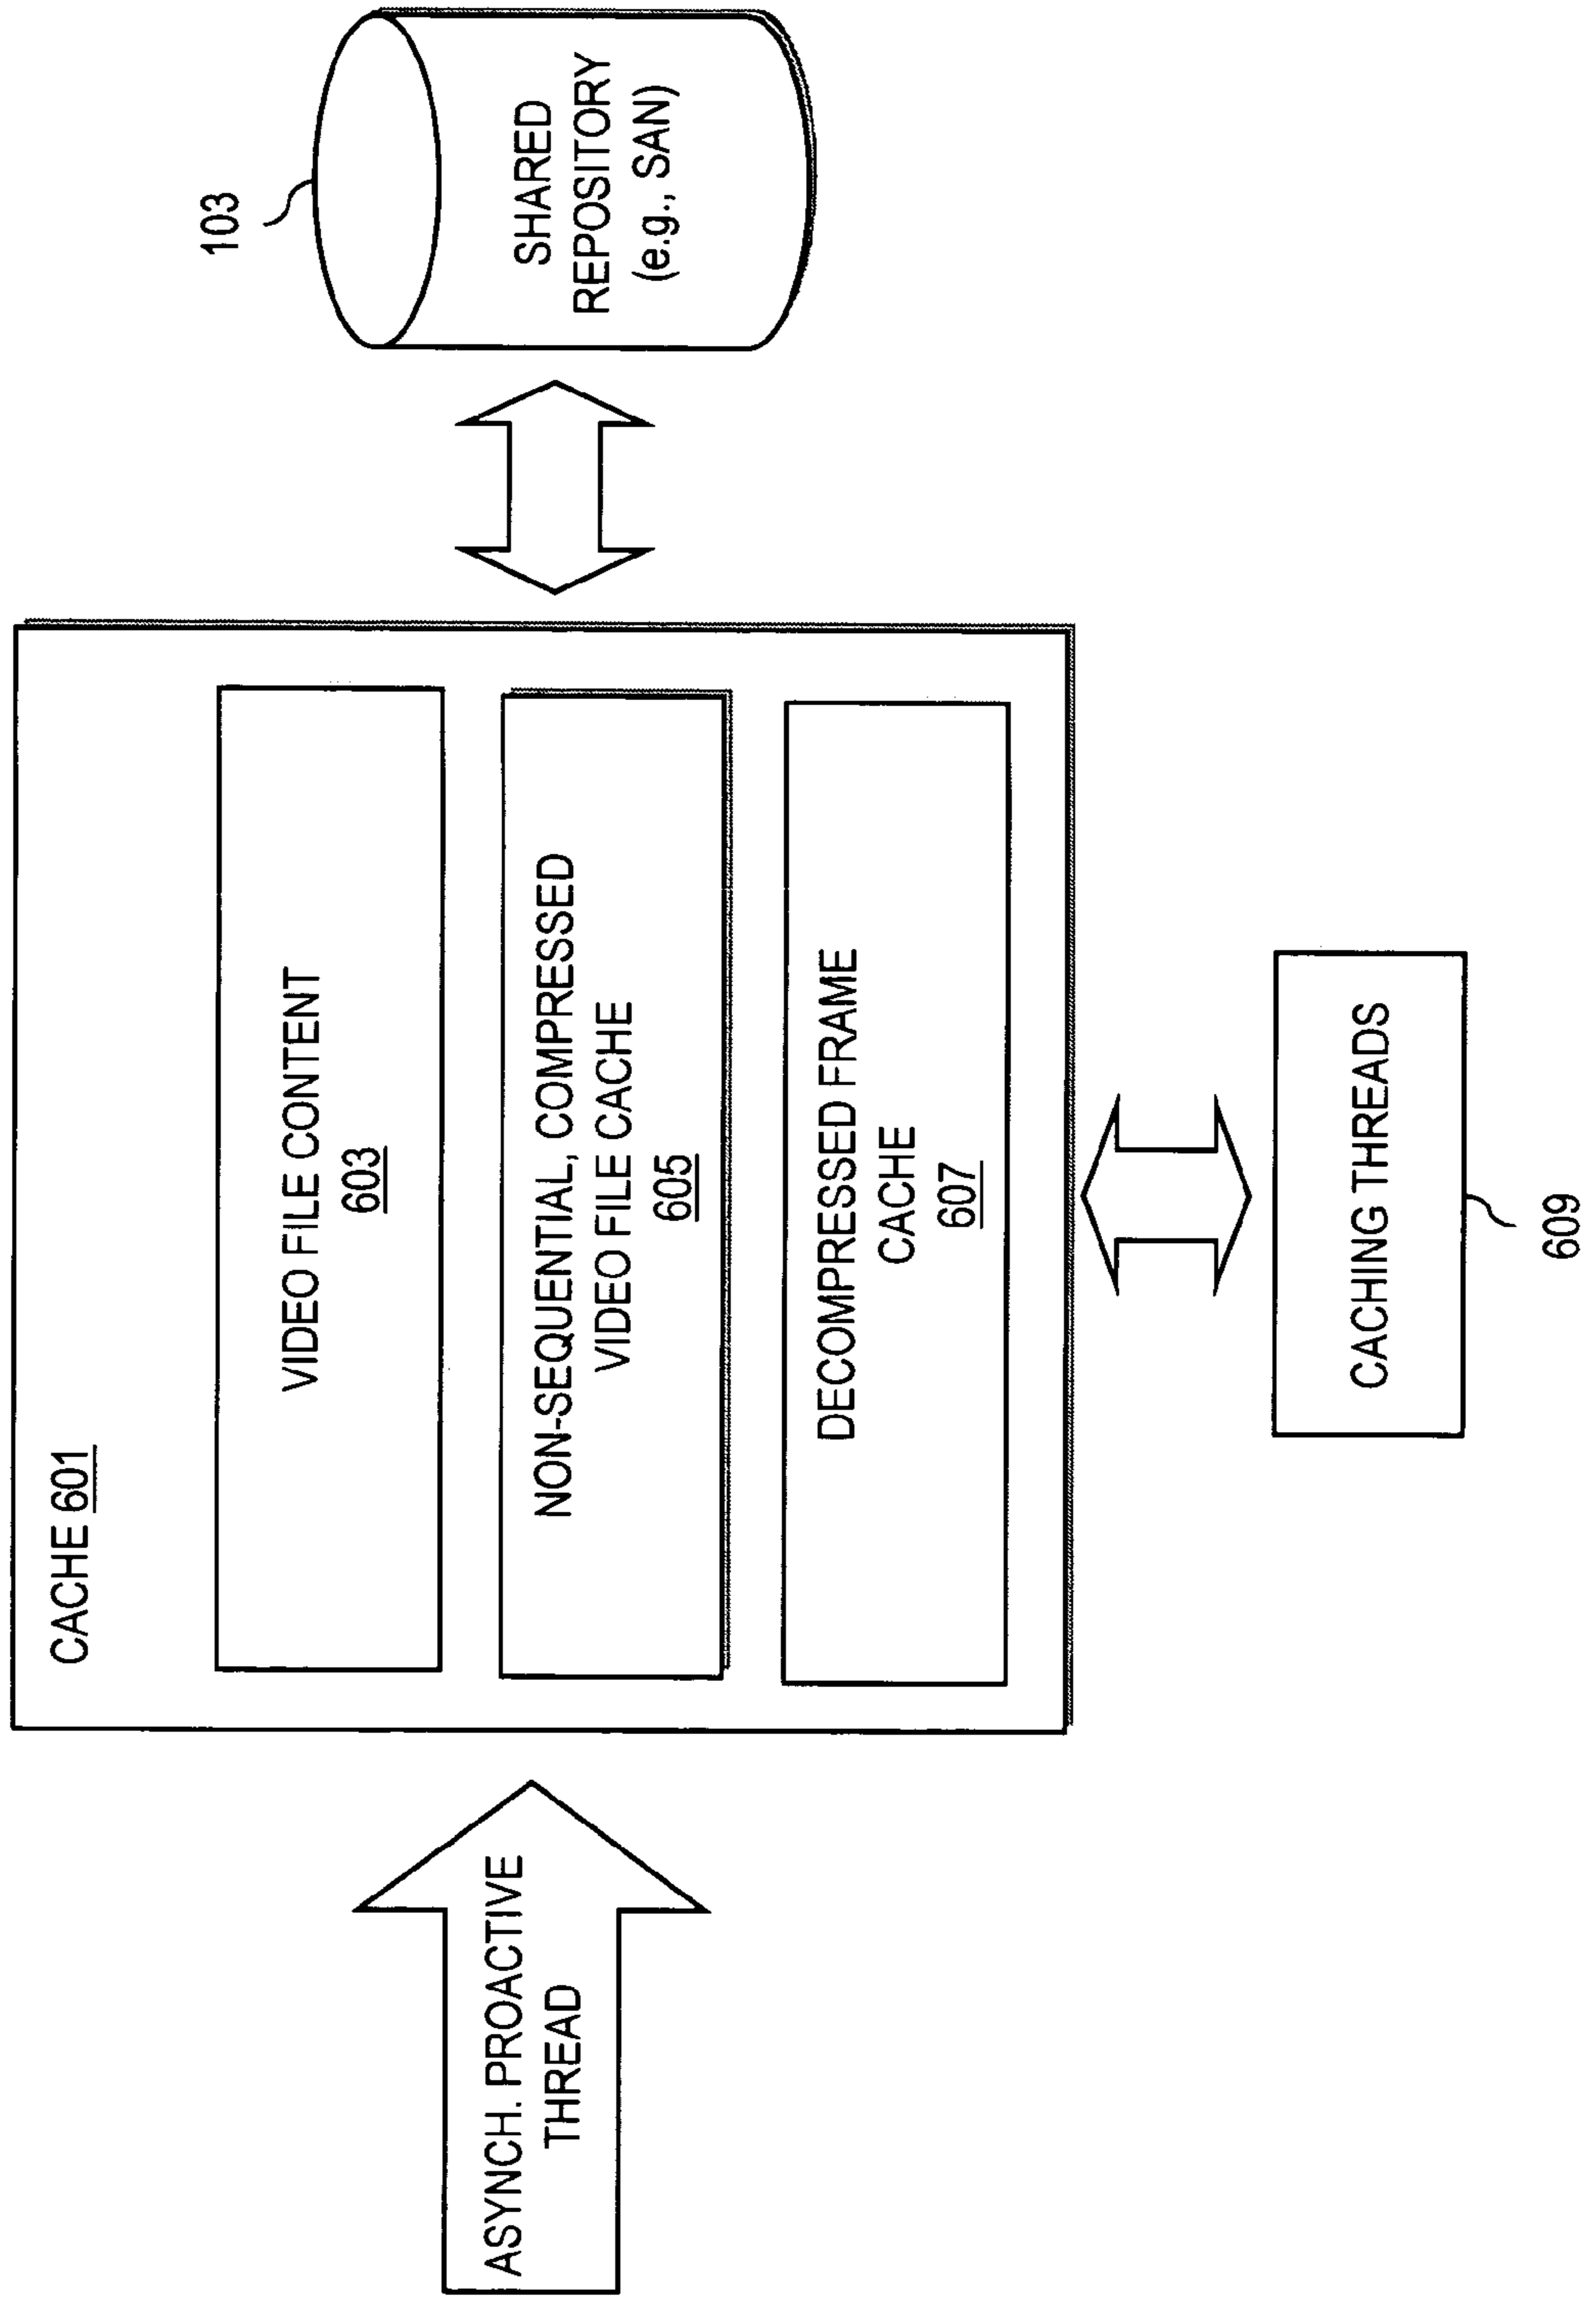 CACHE 601
VIDEO FILE CONTENT
603
NON-SEQUENTIAL, COMPRESSED
VIDEO FILE CACHE
605
DECOMPRESSED FRAME
CACHE
607
ASYNCH. PROACTIVE
THREAD
103
SHARED
REPOSITORY
(e.g., SAN)
CACHING THREADS
609